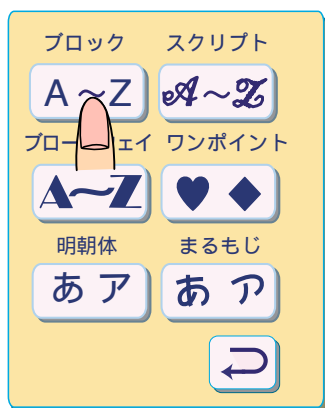 ブロック スクリプト
A～Z A～Z
ブロー ェイ ワンポイント
A～Z ♥ ◆
明朝体 まるもじ
あ ア あ ア